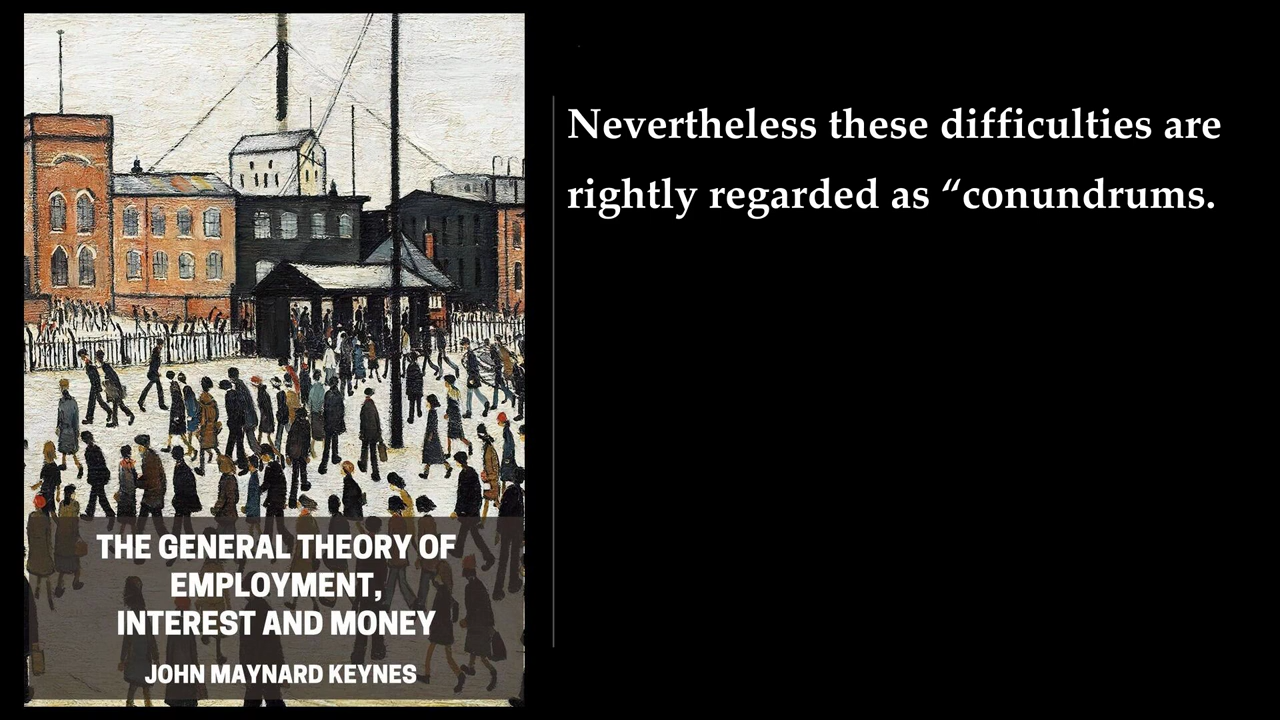 THE GENERAL THEORY OF
EMPLOYMENT,
INTEREST AND MONEY
JOHN MAYNARD KEYNES
Nevertheless these difficulties are
rightly regarded as “conundrums.